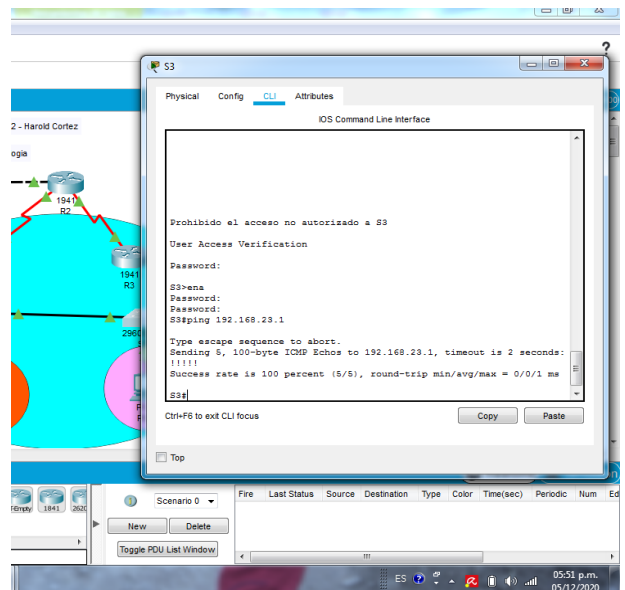 ?
S3
Physical Config CLI Attributes
IOS Command Line Interface
2 - Harold Cortez
ogia
1941
R2
1941
R3
Prohibido el acceso no autorizado a S3
User Access Verification
Password:
S3>ena
Password:
Password:
S3#ping 192.168.23.1
Type escape sequence to abort.
Sending 5, 100-byte ICMP Echos to 192.168.23.1, timeout is 2 seconds:
!!!!!
Success rate is 100 percent (5/5), round-trip min/avg/max = 0/0/1 ms
S3#
Ctrl+F6 to exit CLI focus
Copy Paste
Top
Scenario 0
Fire Last Status Source Destination Type Color Time(sec) Periodic Num Ed
1841
New Delete
Toggle PDU List Window
ES
05:51 p.m.
05/12/2020